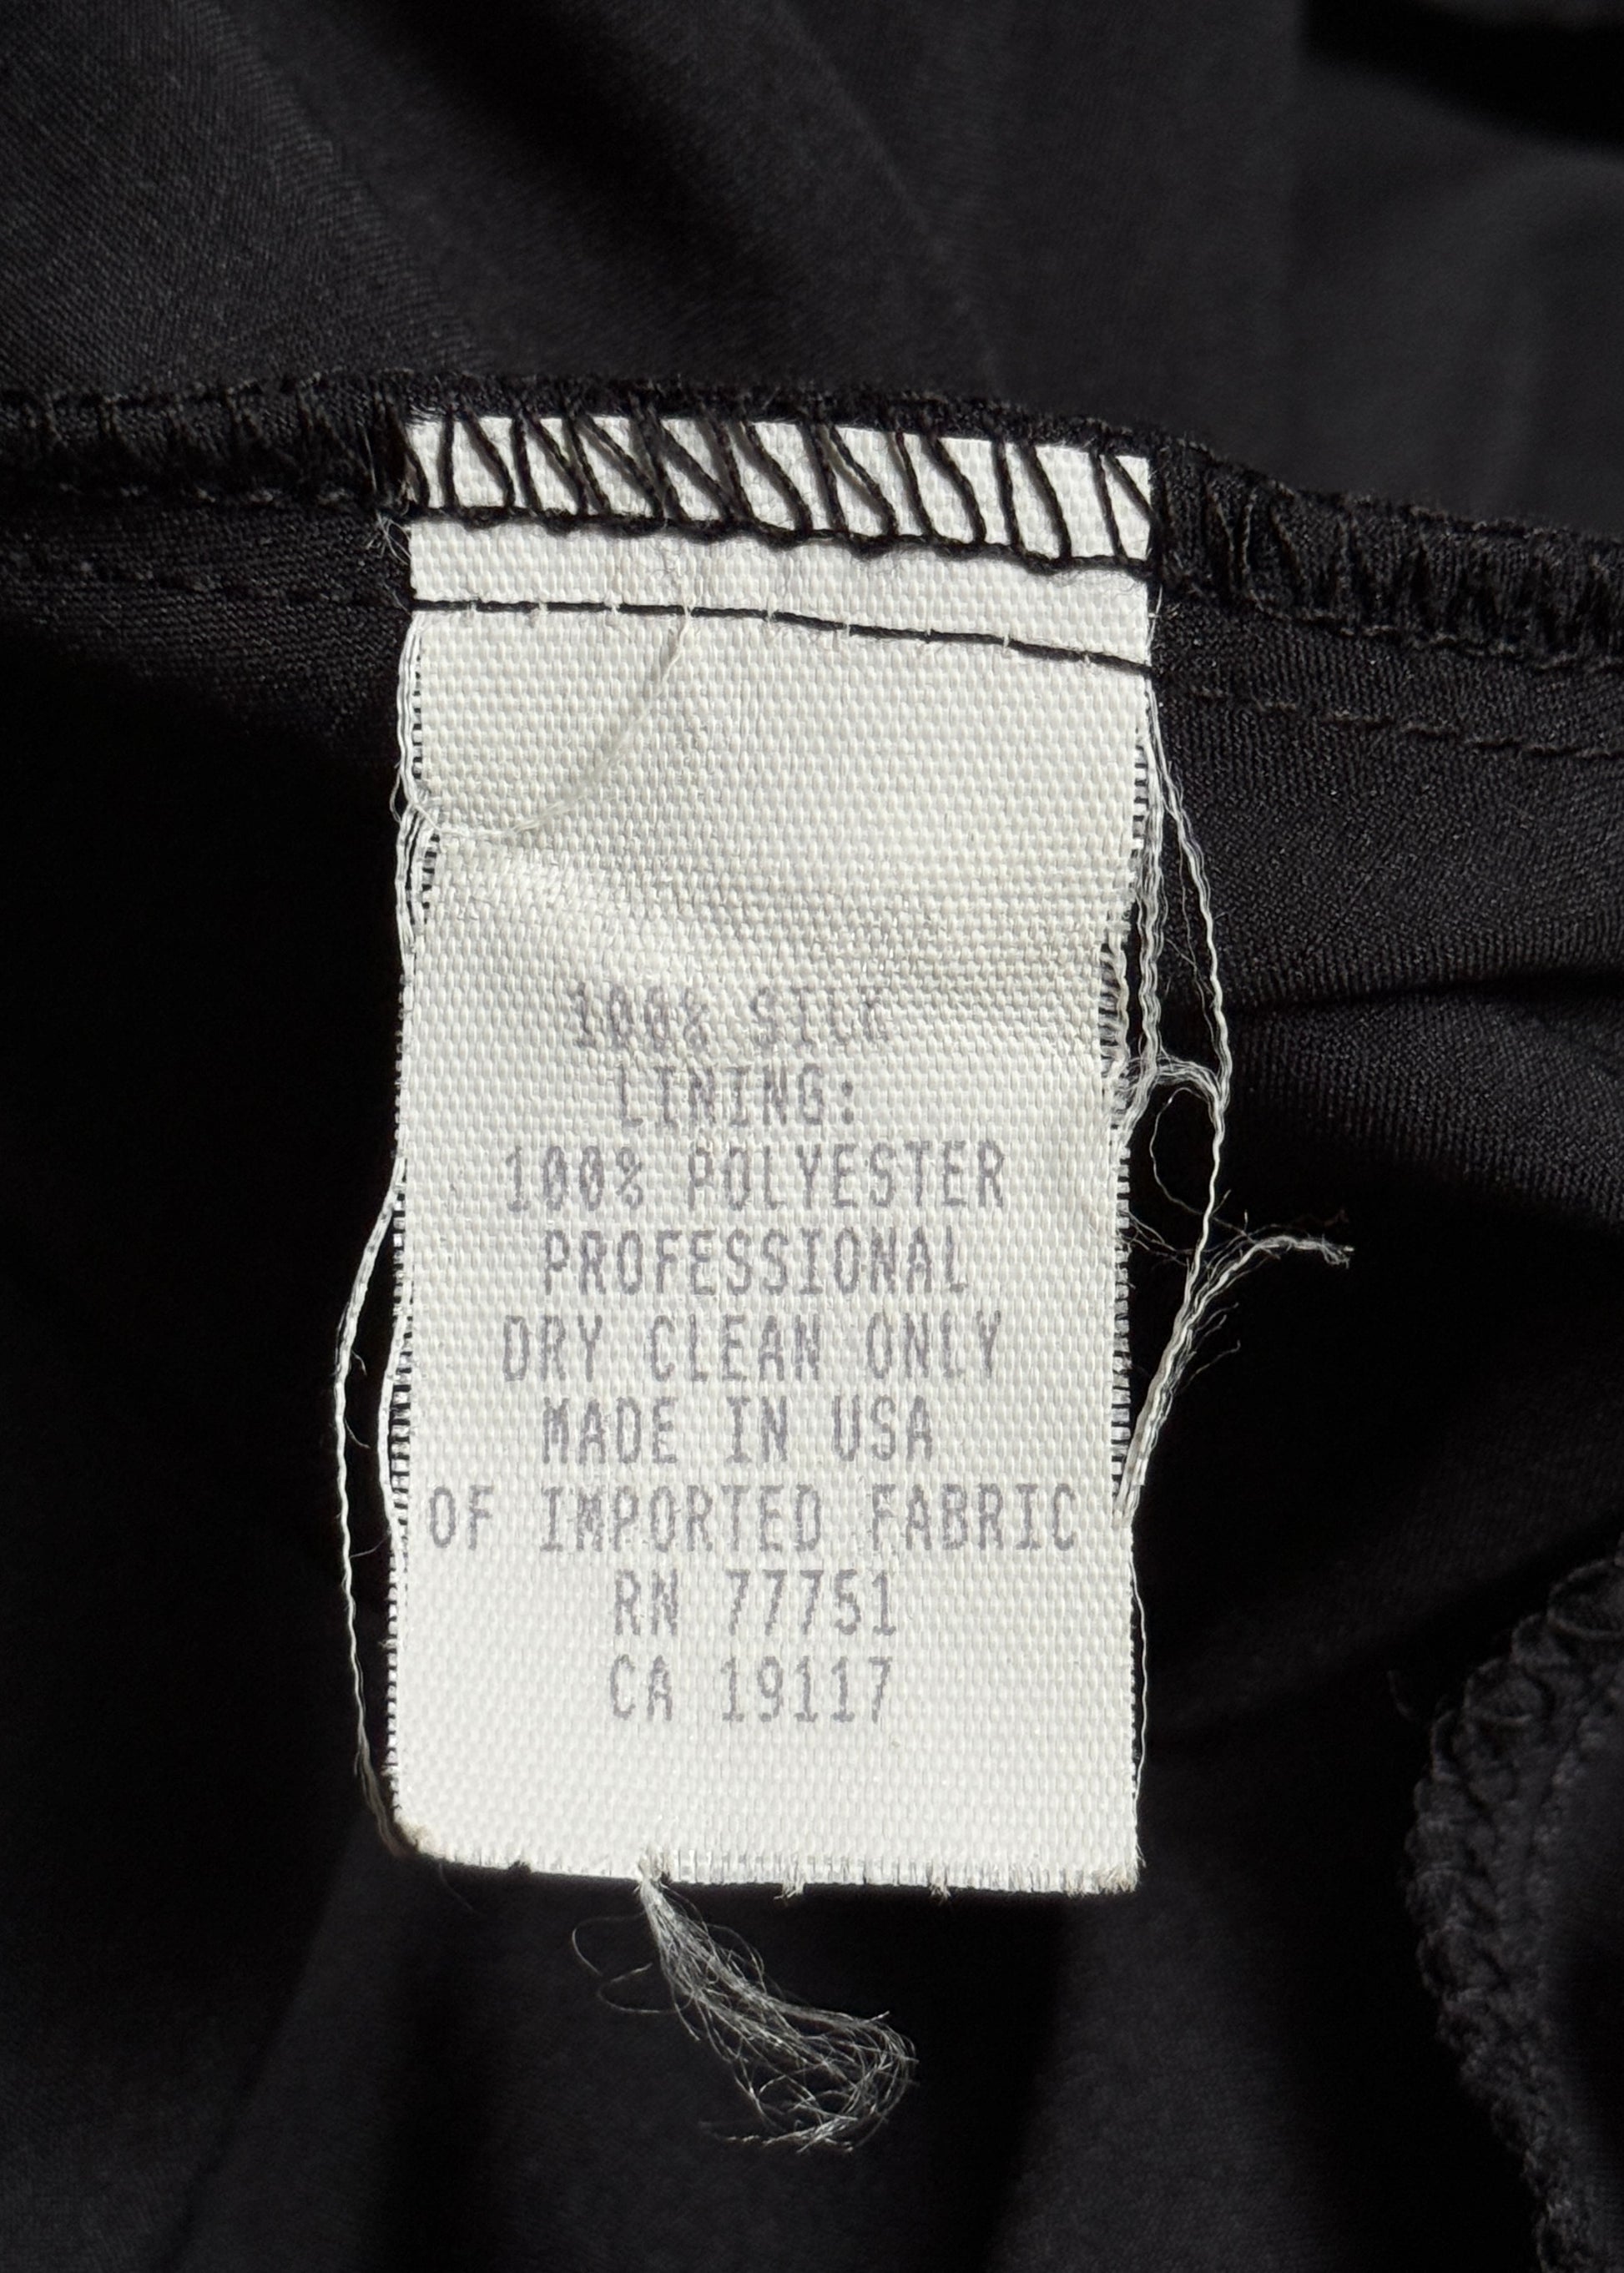 100% SILK
LINING:
100% POLYESTER
PROFESSIONAL
DRY CLEAN ONLY
MADE IN USA
OF IMPORTED FABRIC
RN 77751
CA 19117